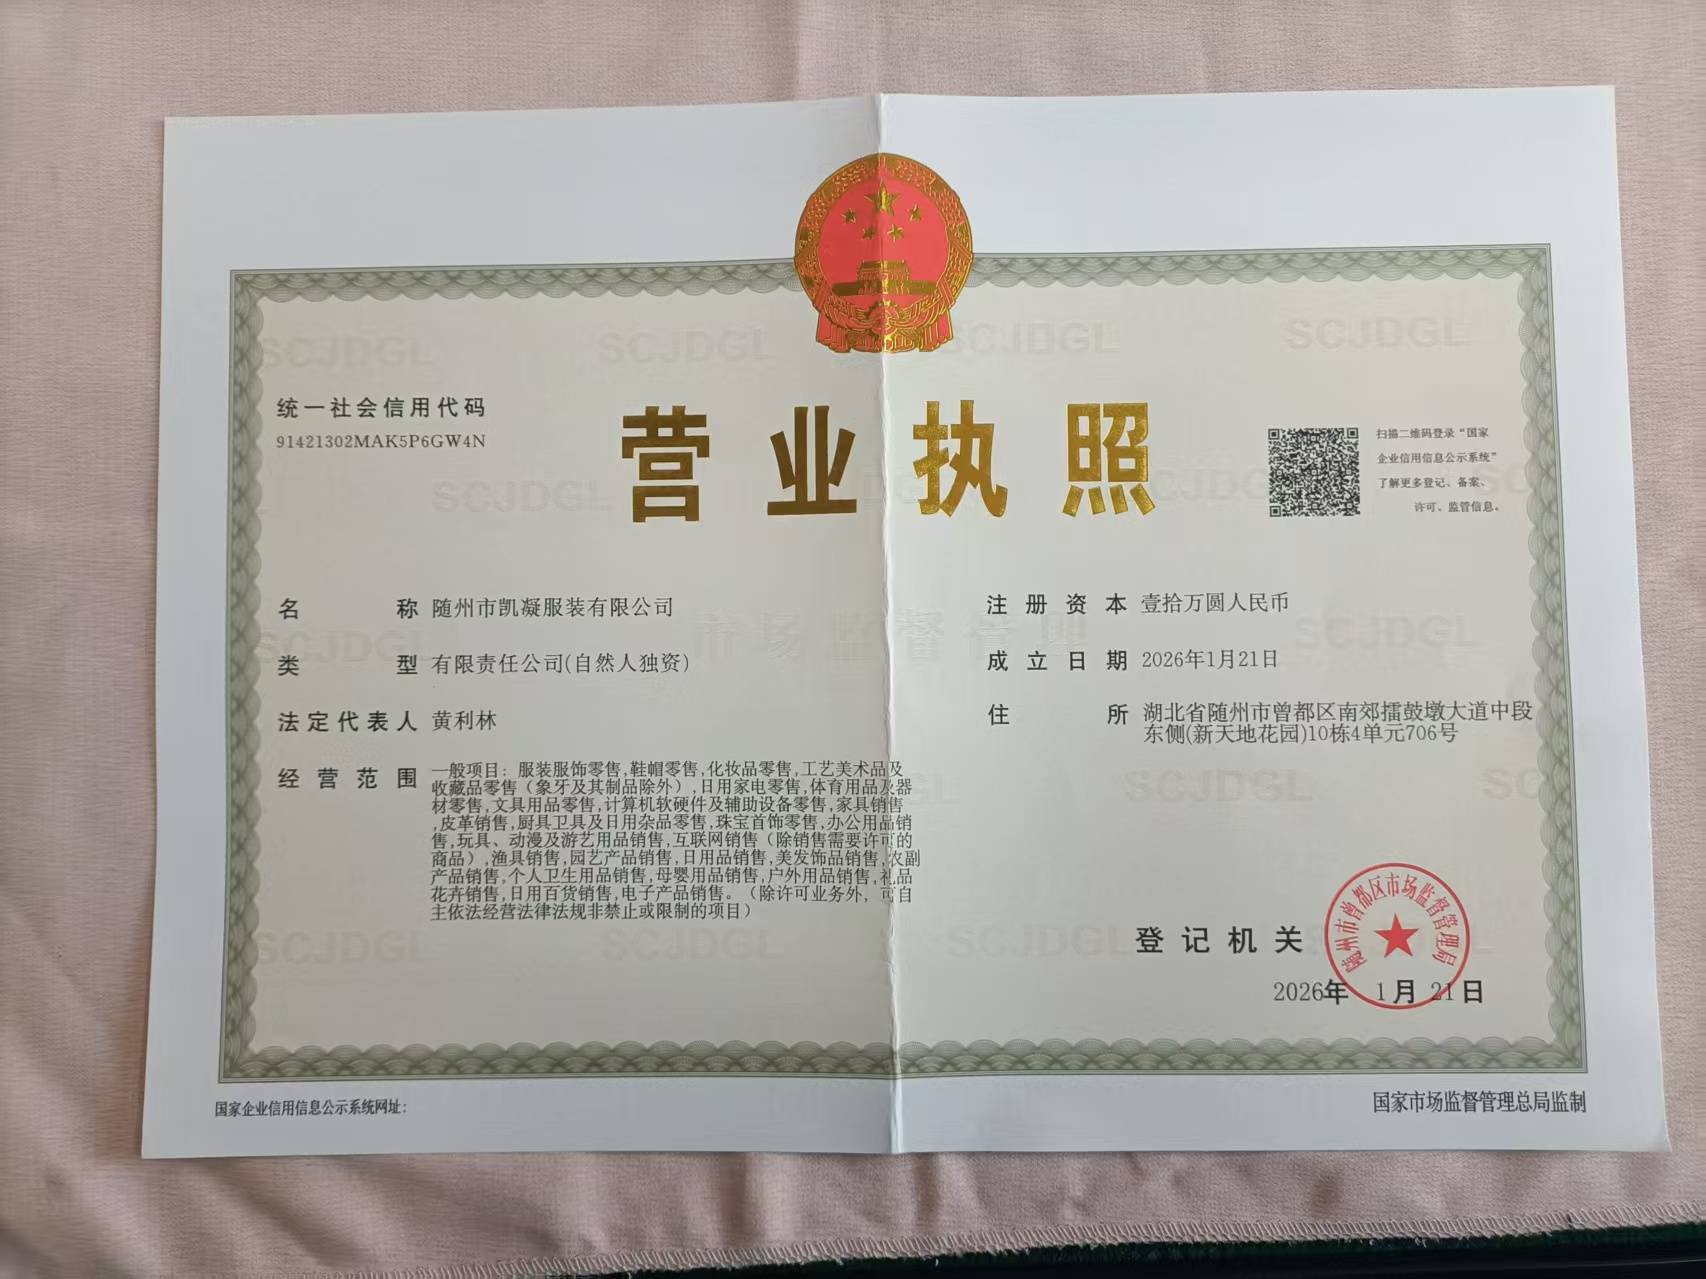 统一社会信用代码
91421302MAK5P6GW4N
营业执照
扫描二维码登录“国家
企业信用信息公示系统”
了解更多登记、备案、
许可、监管信息。
名称 随州市凯凝服装有限公司
类型 有限责任公司(自然人独资)
法定代表人 黄利林
经营范围 一般项目：服装服饰零售,鞋帽零售,化妆品零售,工艺美术品及
收藏品零售（象牙及其制品除外）,日用家电零售,体育用品及器
材零售,文具用品零售,计算机软硬件及辅助设备零售,家具销售
,皮革销售,厨具卫具及日用杂品零售,珠宝首饰零售,办公用品销
售,玩具、动漫及游艺用品销售,互联网销售（除销售需要许可的
商品）,渔具销售,园艺产品销售,日用品销售,美发饰品销售,农副
产品销售,个人卫生用品销售,母婴用品销售,户外用品销售,礼品
花卉销售,日用百货销售,电子产品销售。（除许可业务外，可自
主依法经营法律法规非禁止或限制的项目）
注册资本 壹拾万圆人民币
成立日期 2026年1月21日
住所 湖北省随州市曾都区南郊擂鼓墩大道中段
东侧(新天地花园)10栋4单元706号
登记机关
随州市曾都区市场监督管理局
2026年 1月 21日
国家企业信用信息公示系统网址：
国家市场监督管理总局监制
SCJDGL
市场监督管理